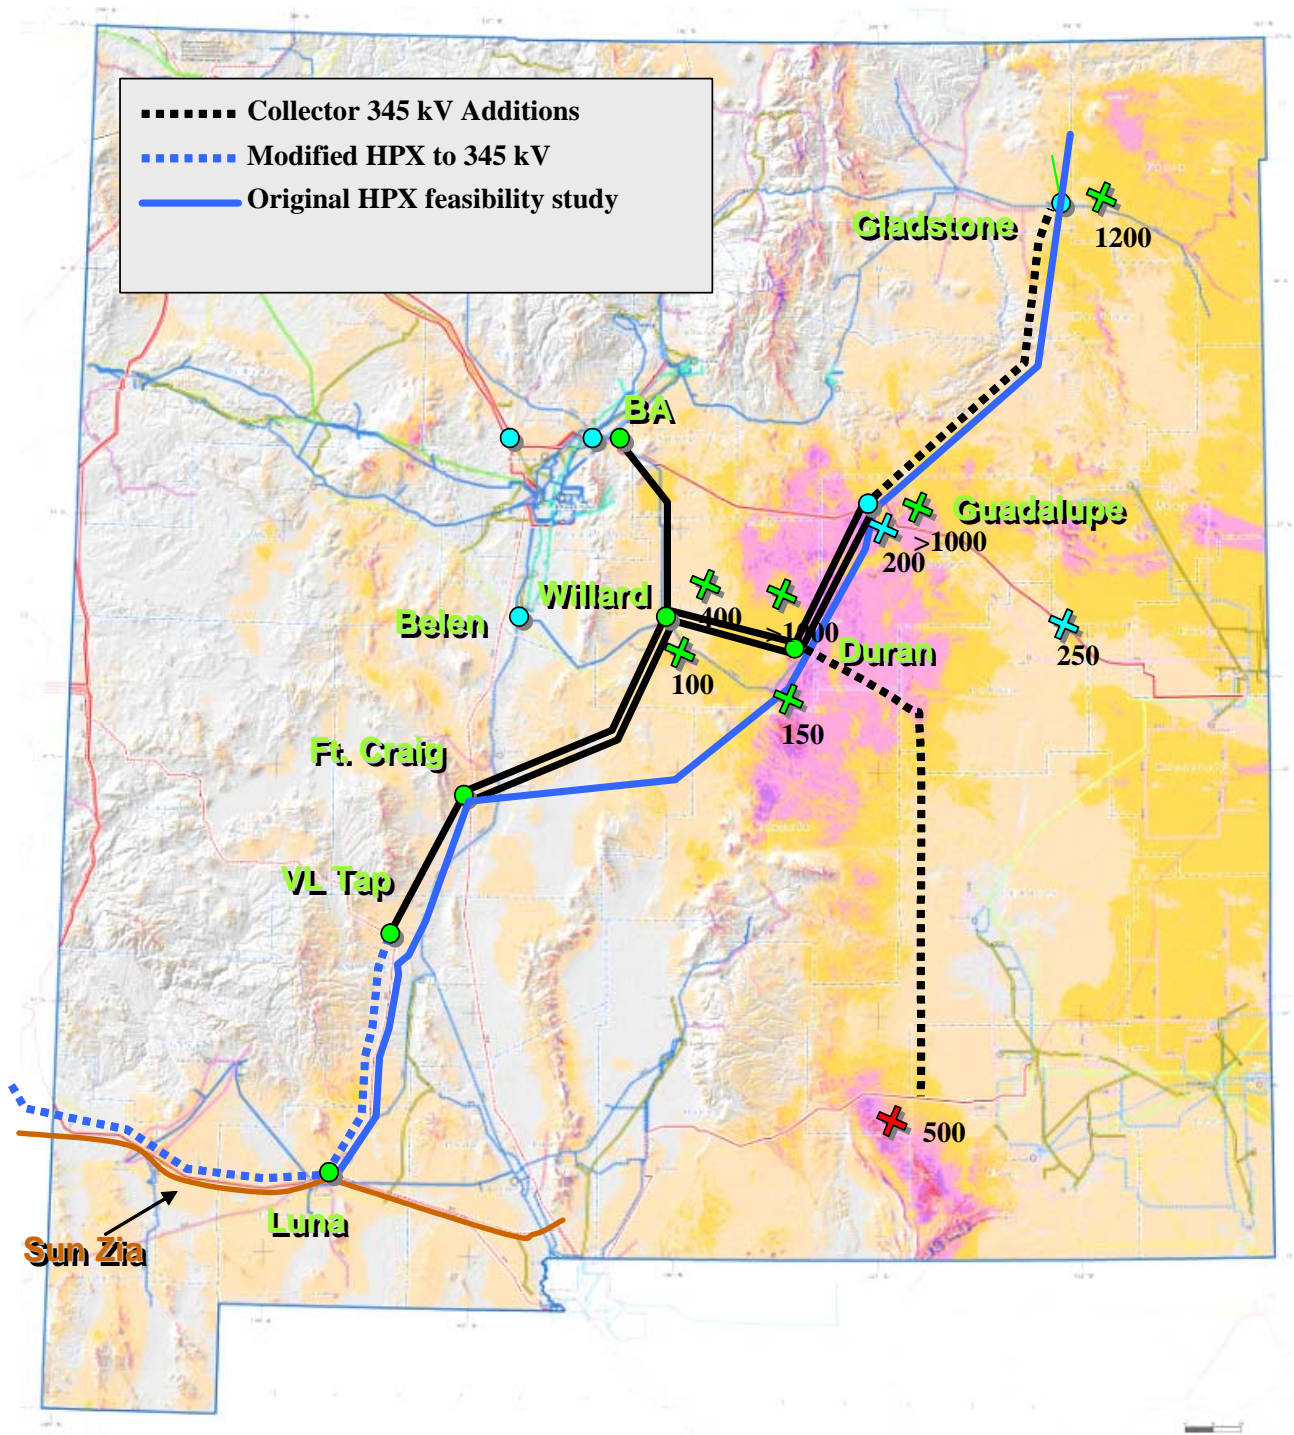 Collector 345 kV Additions
Modified HPX to 345 kV
Original HPX feasibility study
Gladstone
1200
BA
Guadalupe
>1000
200
Willard
400
>1000
Belen
250
Duran
100
150
Ft. Craig
VL Tap
500
Luna
Sun Zia